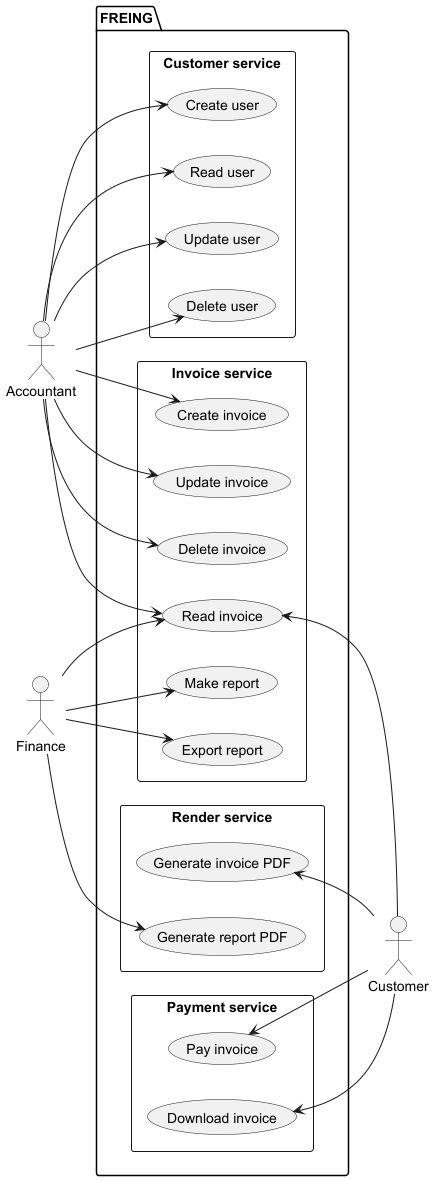 FREING
Customer service
Create user
Read user
Update user
Delete user
Accountant
Invoice service
Create invoice
Update invoice
Delete invoice
Read invoice
Make report
Finance
Export report
Render service
Generate invoice PDF
Generate report PDF
Customer
Payment service
Pay invoice
Download invoice